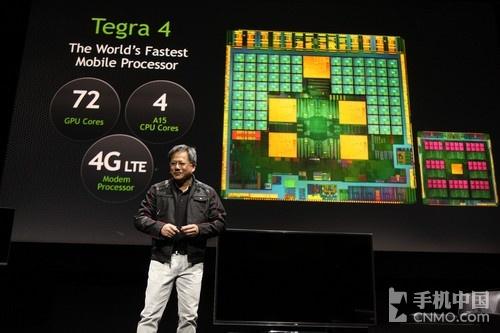 Tegra 4
The World's Fastest
Mobile Processor
72
GPU Cores
4
A15
CPU Cores
4G LTE
Modem
Processor
手机中国
CNMO.COM